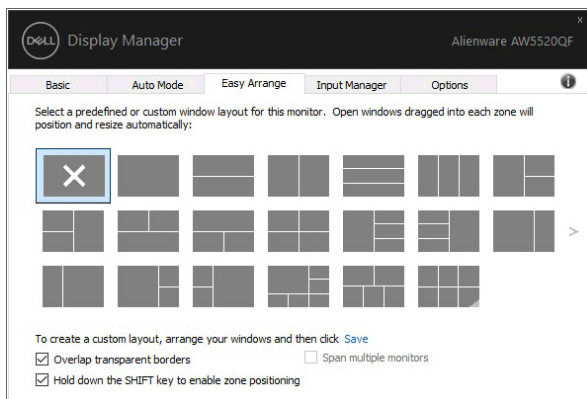 x
DELL Display Manager Alienware AW5520QF
Basic Auto Mode Easy Arrange Input Manager Options i
Select a predefined or custom window layout for this monitor. Open windows dragged into each zone will
position and resize automatically:
>
To create a custom layout, arrange your windows and then click Save
Overlap transparent borders Span multiple monitors
Hold down the SHIFT key to enable zone positioning